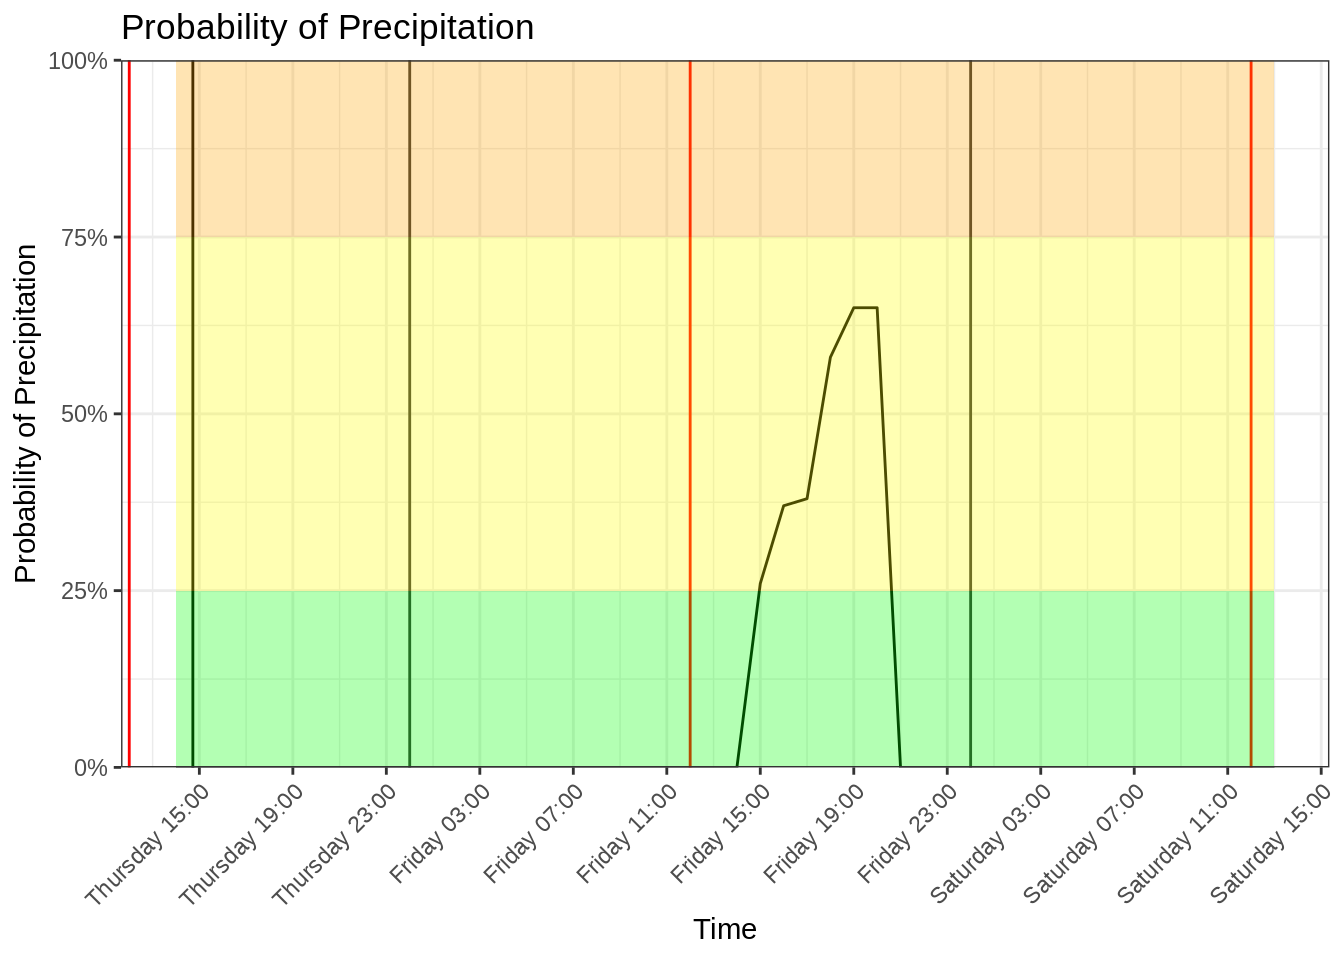 Probability of Precipitation
100%
75%
50%
25%
0%
Probability of Precipitation
Thursday 15:00
Thursday 19:00
Thursday 23:00
Friday 03:00
Friday 07:00
Friday 11:00
Friday 15:00
Friday 19:00
Friday 23:00
Saturday 03:00
Saturday 07:00
Saturday 11:00
Saturday 15:00
Time